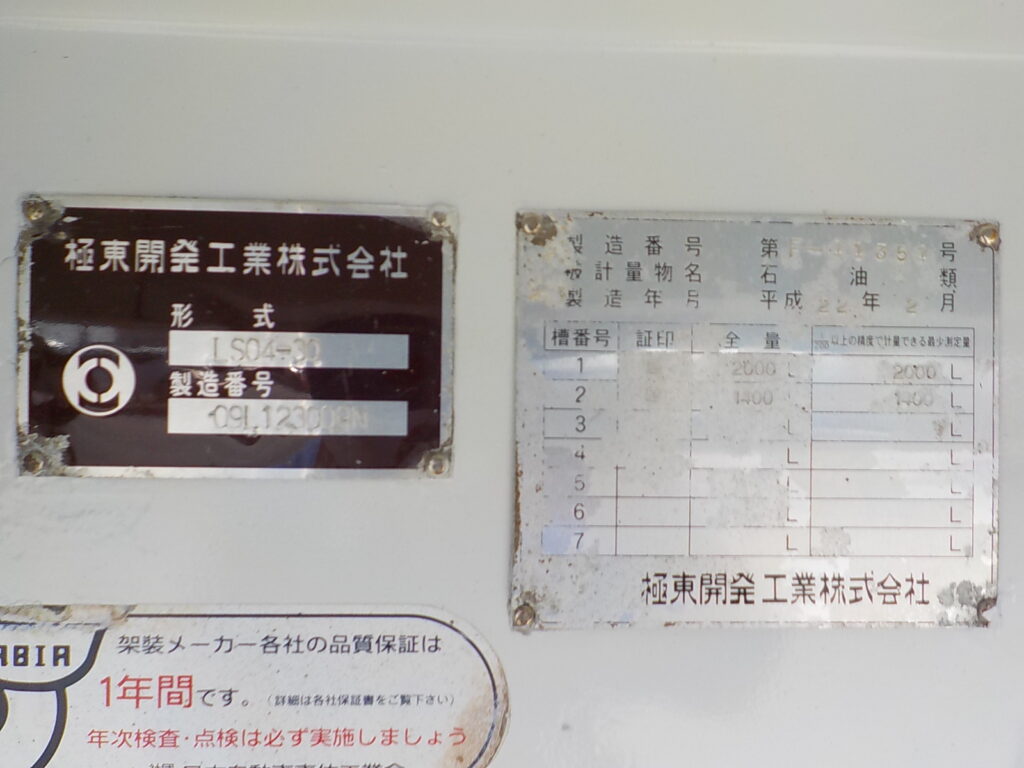 極東開発工業株式会社
形 式
LS04-30
製造番号
製造番号 第 号
被計量物名 石油類
製造年月 平成22年2月
槽番号 証印 全量 以上の精度で計量できる最少測定量
1 2000 L 2000 L
2 1400 L 1400 L
3 L L
4 L L
5 L L
6 L L
7 L L
極東開発工業株式会社
ABIA
架装メーカー各社の品質保証は
1年間です。(詳細は各社保証書をご覧下さい)
年次検査・点検は必ず実施しましょう